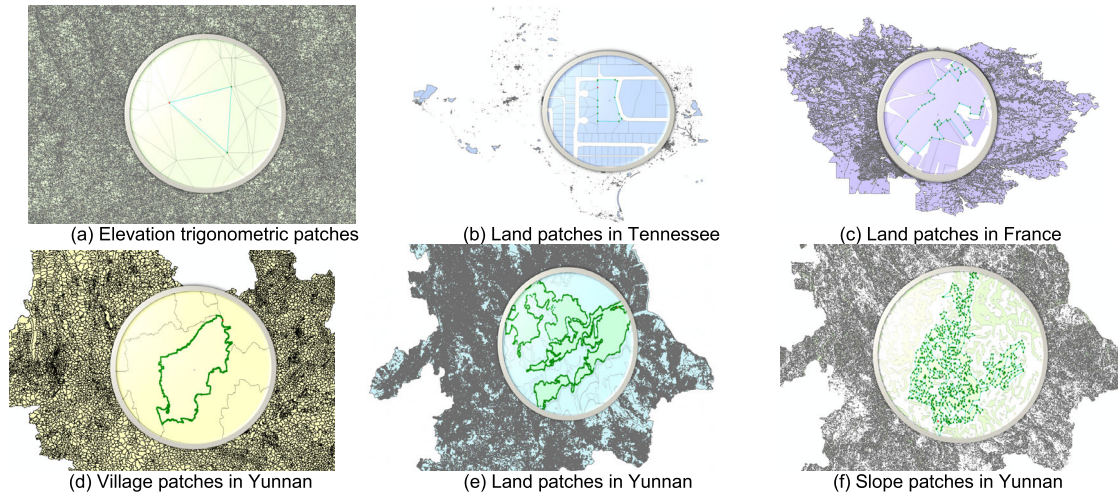 (a) Elevation trigonometric patches
(b) Land patches in Tennessee
(c) Land patches in France
(d) Village patches in Yunnan
(e) Land patches in Yunnan
(f) Slope patches in Yunnan